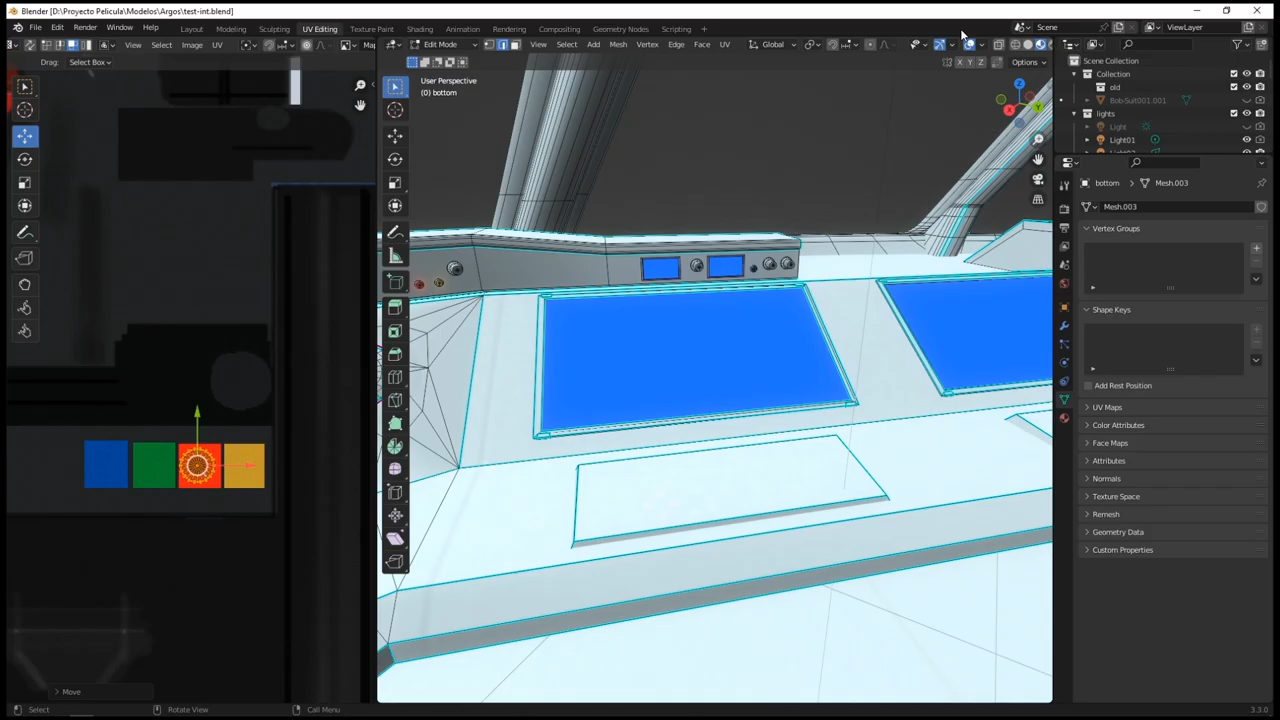 Blender [D:\Proyecto Pelicula\Modelos\Argos\test-int.blend]
File Edit Render Window Help Layout Modeling Sculpting UV Editing Texture Paint Shading Animation Rendering Compositing Geometry Nodes Scripting + Scene ViewLayer
View Select Image UV Edit Mode View Select Add Mesh Vertex Edge Face UV Global
Drag: Select Box X Y Z Options
User Perspective
(0) bottom
Scene Collection
Collection
old
Bob-Suit001.001
lights
Light
Light01
bottom Mesh.003
Mesh.003
Vertex Groups
Shape Keys
Add Rest Position
UV Maps
Color Attributes
Face Maps
Attributes
Normals
Texture Space
Remesh
Geometry Data
Custom Properties
Move
Select Rotate View Call Menu 3.3.0